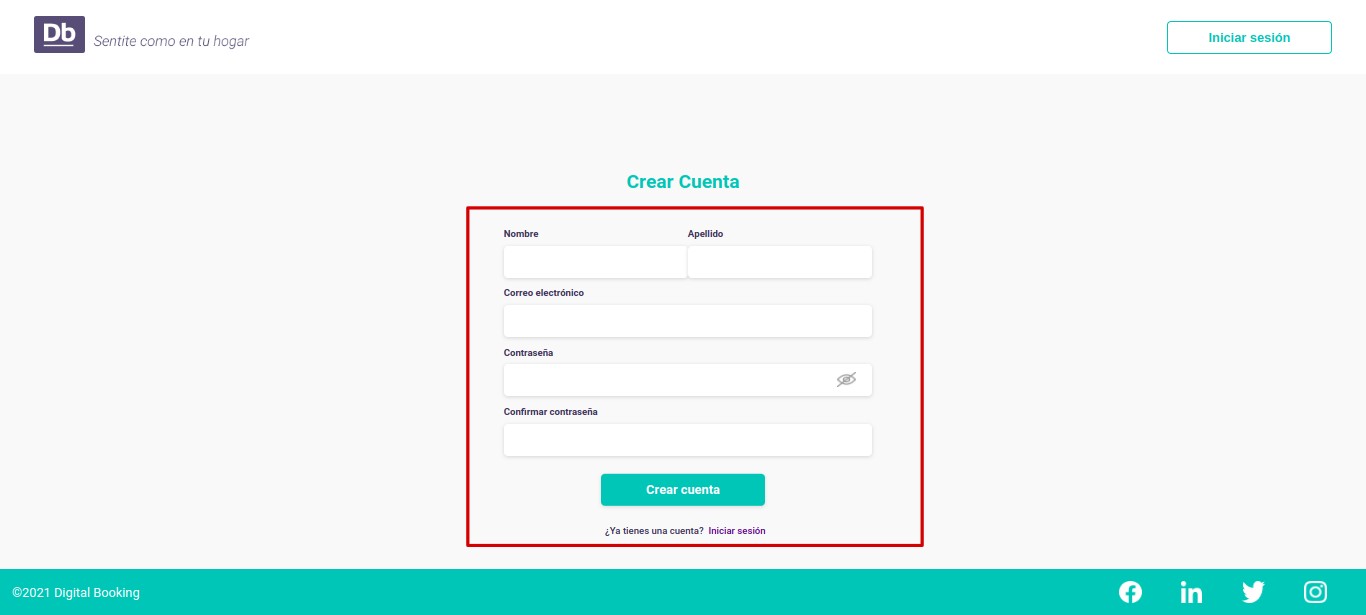 Db Sentite como en tu hogar
Iniciar sesión
Crear Cuenta
Nombre Apellido
Correo electrónico
Contraseña
Confirmar contraseña
Crear cuenta
¿Ya tienes una cuenta? Iniciar sesión
©2021 Digital Booking